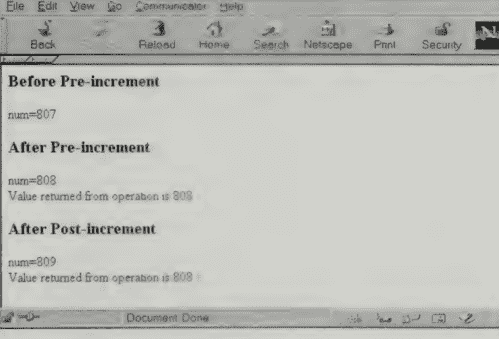 File Edit View Go Communicator Help
Back Reload Home Search Netscape Print Security
Before Pre-increment
num=807
After Pre-increment
num=808
Value returned from operation is 808
After Post-increment
num=809
Value returned from operation is 808
Document Done